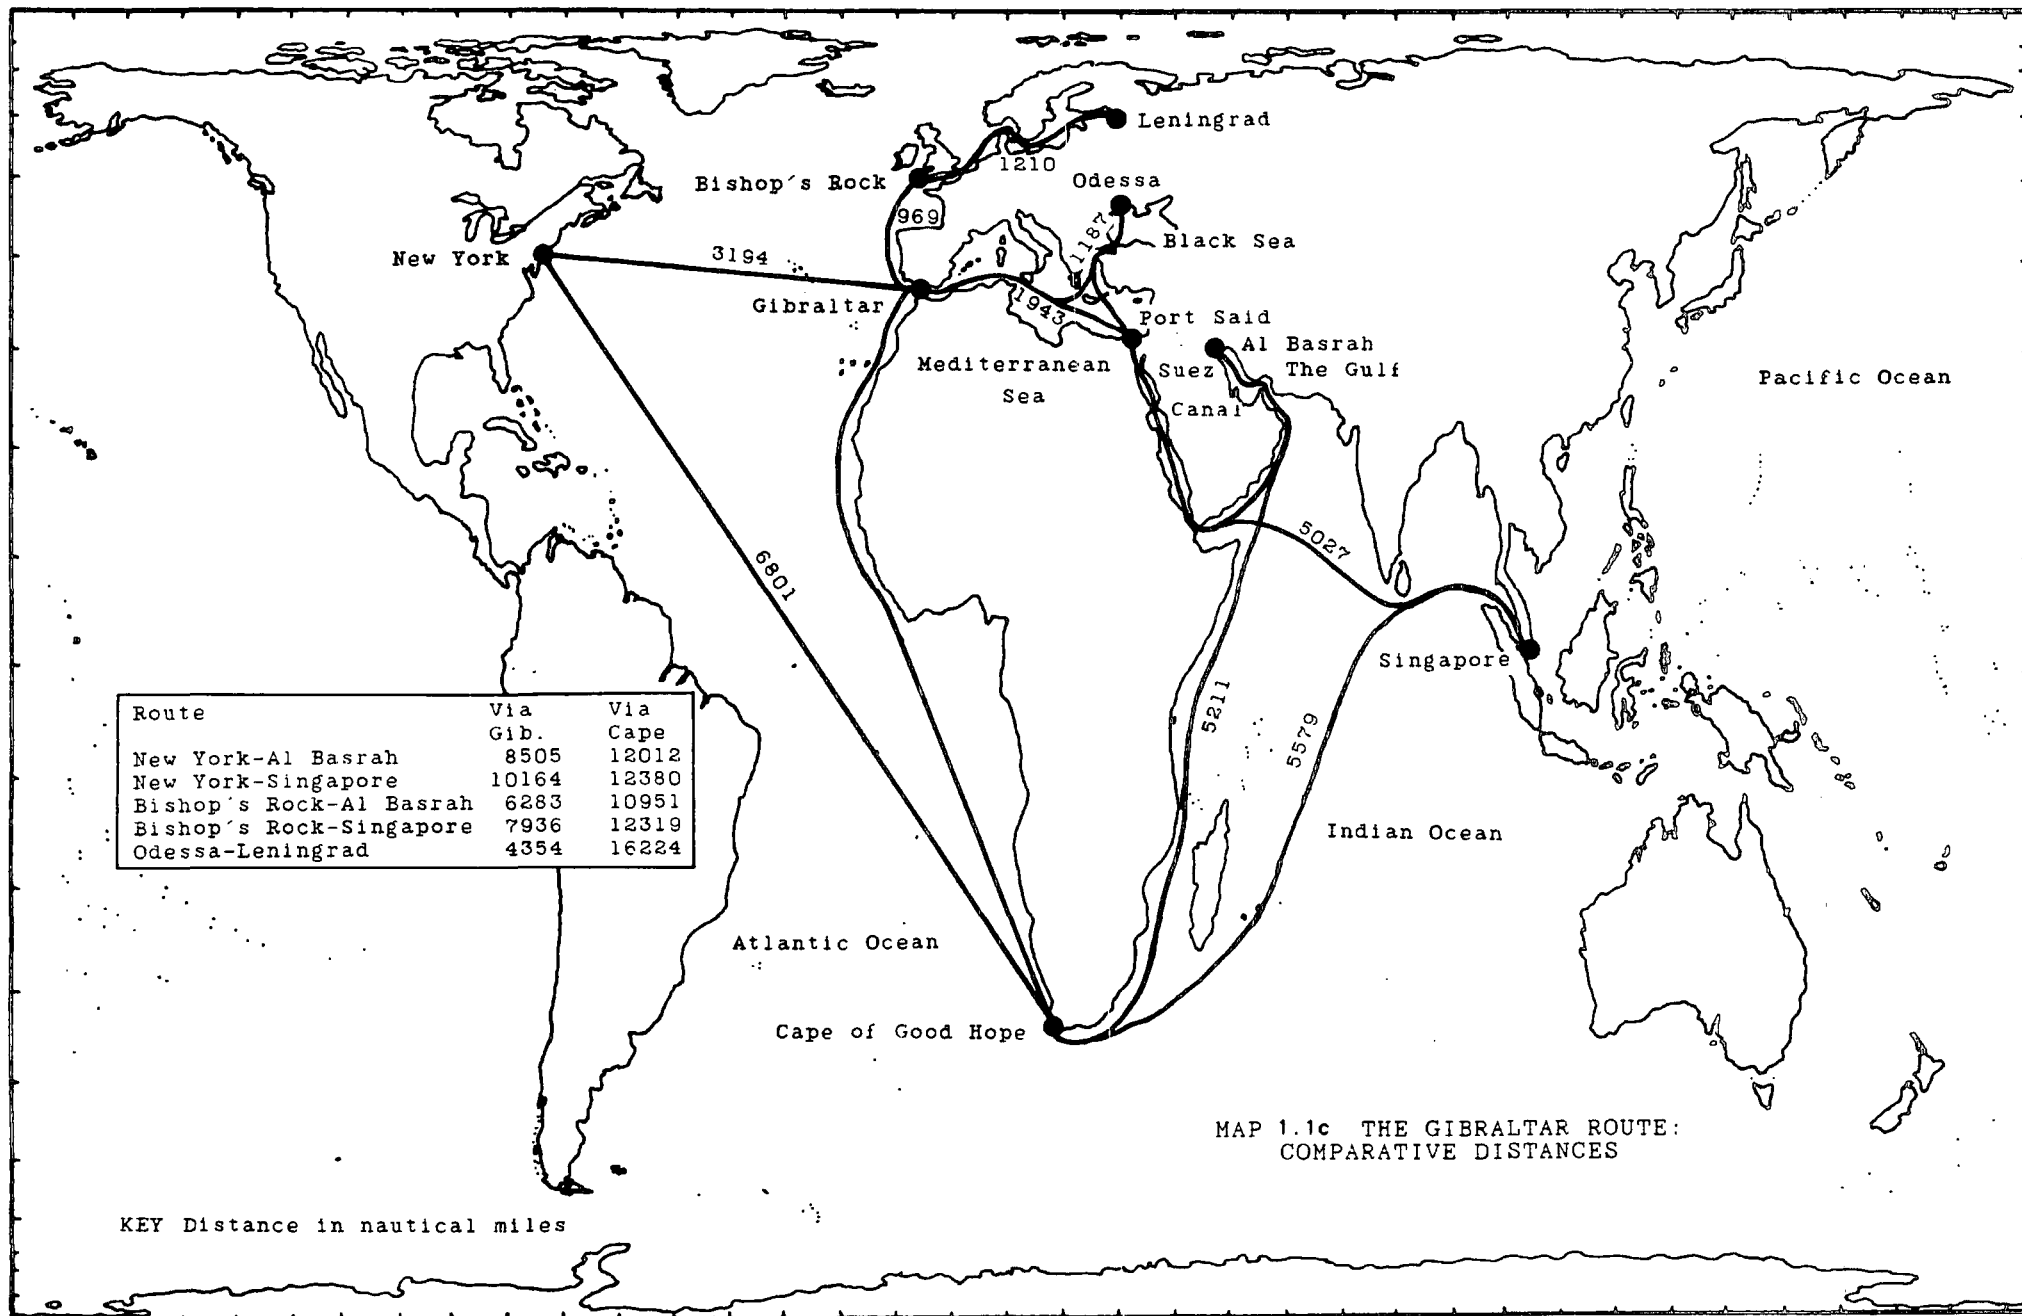 Leningrad
1210
Bishop's Rock
Odessa
969
1187
Black Sea
New York
3194
Gibraltar
1943
Port Said
Al Basrah
The Gulf
Mediterranean
Sea
Suez
Canal
Pacific Ocean
5027
6801
Singapore
5211
5579
Route Via Via
Gib. Cape
New York-Al Basrah 8505 12012
New York-Singapore 10164 12380
Bishop's Rock-Al Basrah 6283 10951
Bishop's Rock-Singapore 7936 12319
Odessa-Leningrad 4354 16224
Indian Ocean
Atlantic Ocean
Cape of Good Hope
MAP 1.1c THE GIBRALTAR ROUTE:
COMPARATIVE DISTANCES
KEY Distance in nautical miles